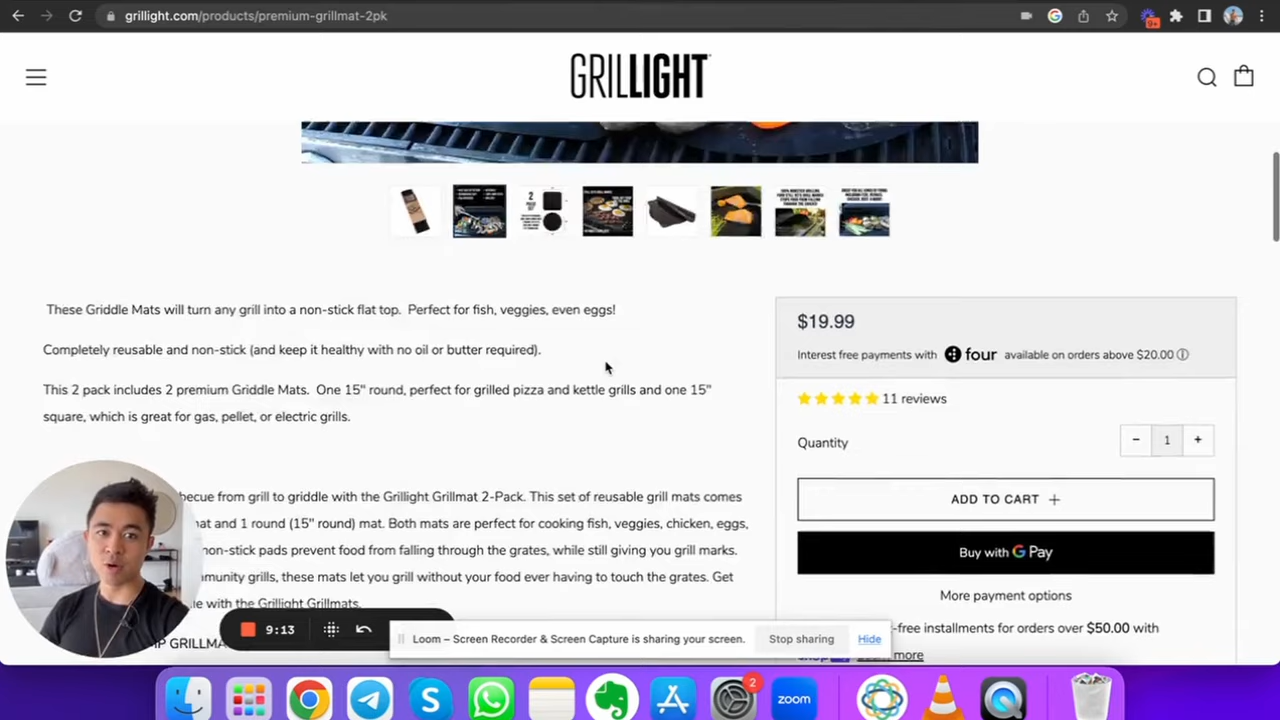 grillight.com/products/premium-grillmat-2pk
9+
GRILLIGHT
2
These Griddle Mats will turn any grill into a non-stick flat top. Perfect for fish, veggies, even eggs!
Completely reusable and non-stick (and keep it healthy with no oil or butter required).
This 2 pack includes 2 premium Griddle Mats. One 15" round, perfect for grilled pizza and kettle grills and one 15"
square, which is great for gas, pellet, or electric grills.
$19.99
Interest free payments with four available on orders above $20.00
11 reviews
Quantity
− 1 +
ADD TO CART +
Buy with G Pay
More payment options
-free installments for orders over $50.00 with
shop more
becue from grill to griddle with the Grillight Grillmat 2-Pack. This set of reusable grill mats comes
nat and 1 round (15" round) mat. Both mats are perfect for cooking fish, veggies, chicken, eggs,
non-stick pads prevent food from falling through the grates, while still giving you grill marks.
mmunity grills, these mats let you grill without your food ever having to touch the grates. Get
le with the Grillight Grillmats.
IP GRILLMA
9:13
Loom – Screen Recorder & Screen Capture is sharing your screen. Stop sharing Hide
2
zoom